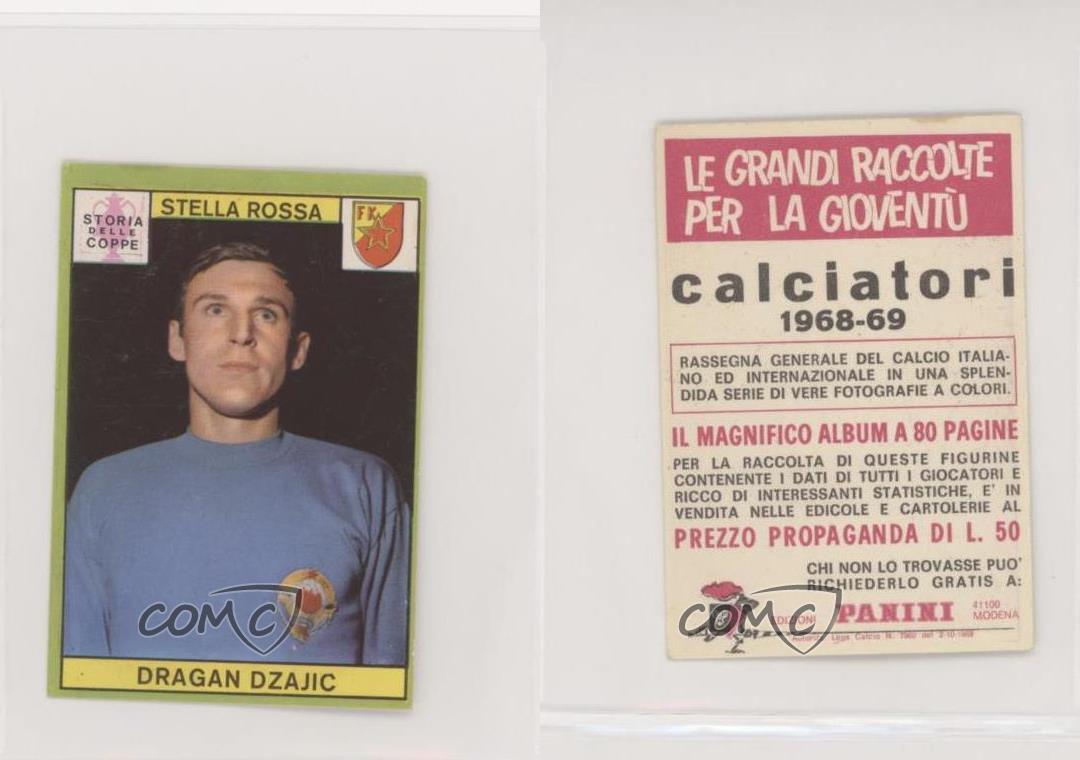 STORIA
DELLE
COPPE
STELLA ROSSA
FK
DRAGAN DZAJIC
COMC
LE GRANDI RACCOLTE
PER LA GIOVENTÙ
calciatori
1968-69
RASSEGNA GENERALE DEL CALCIO ITALIA-
NO ED INTERNAZIONALE IN UNA SPLEN-
DIDA SERIE DI VERE FOTOGRAFIE A COLORI.
IL MAGNIFICO ALBUM A 80 PAGINE
PER LA RACCOLTA DI QUESTE FIGURINE
CONTENENTE I DATI DI TUTTI I GIOCATORI E
RICCO DI INTERESSANTI STATISTICHE, E' IN
VENDITA NELLE EDICOLE E CARTOLERIE AL
PREZZO PROPAGANDA DI L. 50
CHI NON LO TROVASSE PUO'
RICHIEDERLO GRATIS A:
EDIZIONI PANINI 41100
MODENA
Lega Calcio N.
COMC